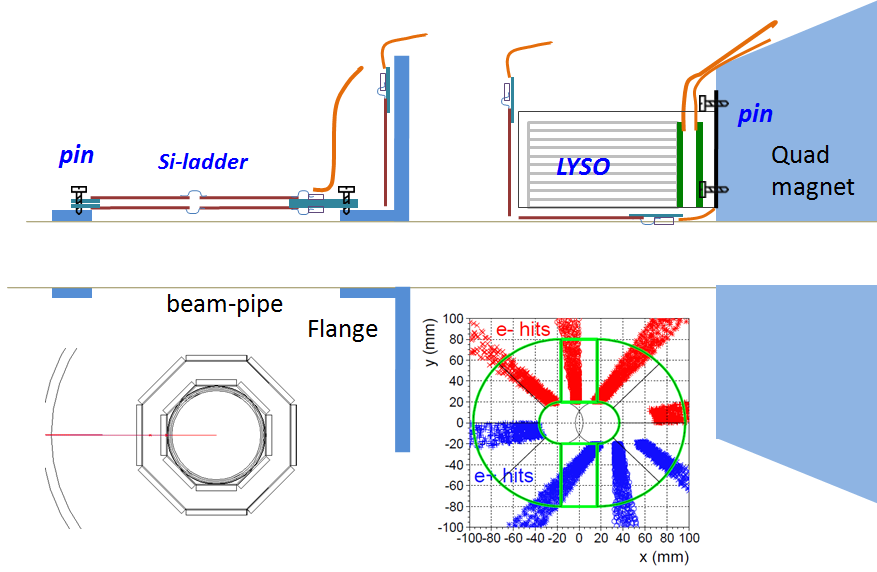 pin
Si-ladder
LYSO
pin
Quad
magnet
beam-pipe
Flange
e- hits
e- hits
y (mm)
100
80
60
40
20
0
-20
-40
-60
-80
-100
-100 -80 -60 -40 -20 0 20 40 60 80 100
x (mm)